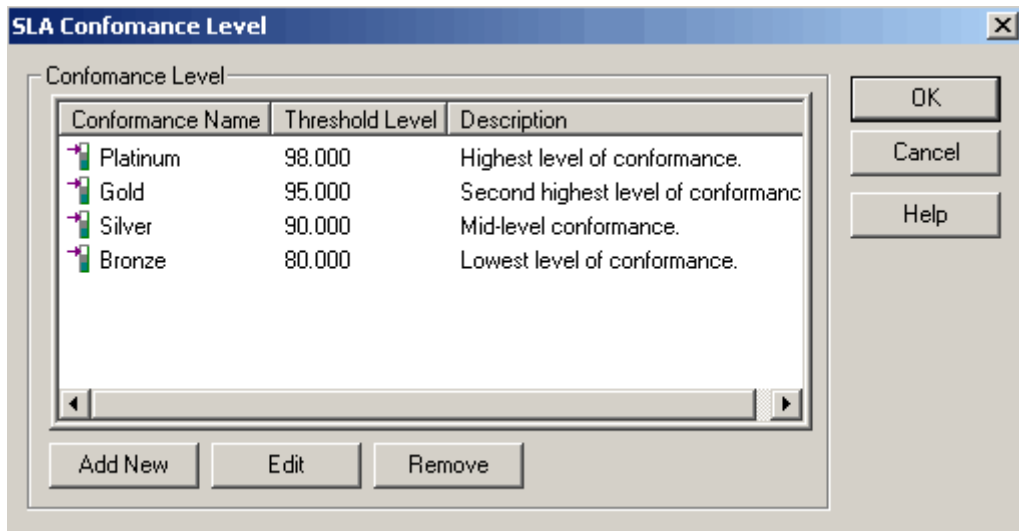 SLA Confomance Level
Confomance Level
Conformance Name Threshold Level Description
Platinum 98.000 Highest level of conformance.
Gold 95.000 Second highest level of conformanc
Silver 90.000 Mid-level conformance.
Bronze 80.000 Lowest level of conformance.
Add New Edit Remove
OK
Cancel
Help